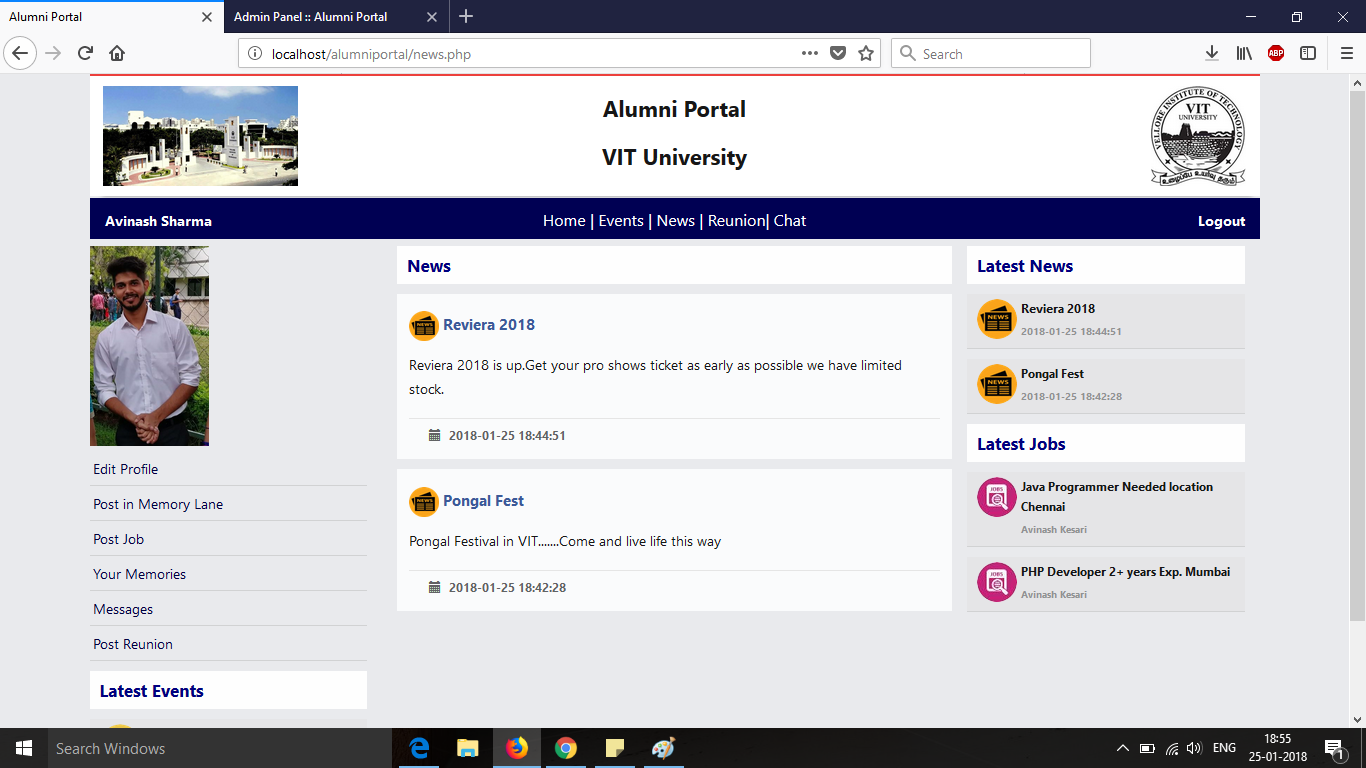 Alumni Portal
Admin Panel :: Alumni Portal
localhost/alumniportal/news.php
Search
ABP
Alumni Portal
VIT University
VELLORE INSTITUTE OF TECHNOLOGY
VIT
UNIVERSITY
Avinash Sharma
Home | Events | News | Reunion| Chat
Logout
Edit Profile
Post in Memory Lane
Post Job
Your Memories
Messages
Post Reunion
Latest Events
News
NEWS
Reviera 2018
Reviera 2018 is up.Get your pro shows ticket as early as possible we have limited
stock.
2018-01-25 18:44:51
NEWS
Pongal Fest
Pongal Festival in VIT.......Come and live life this way
2018-01-25 18:42:28
Latest News
NEWS
Reviera 2018
2018-01-25 18:44:51
NEWS
Pongal Fest
2018-01-25 18:42:28
Latest Jobs
JOBS
Java Programmer Needed location
Chennai
Avinash Kesari
JOBS
PHP Developer 2+ years Exp. Mumbai
Avinash Kesari
Search Windows
ENG
18:55
25-01-2018
1